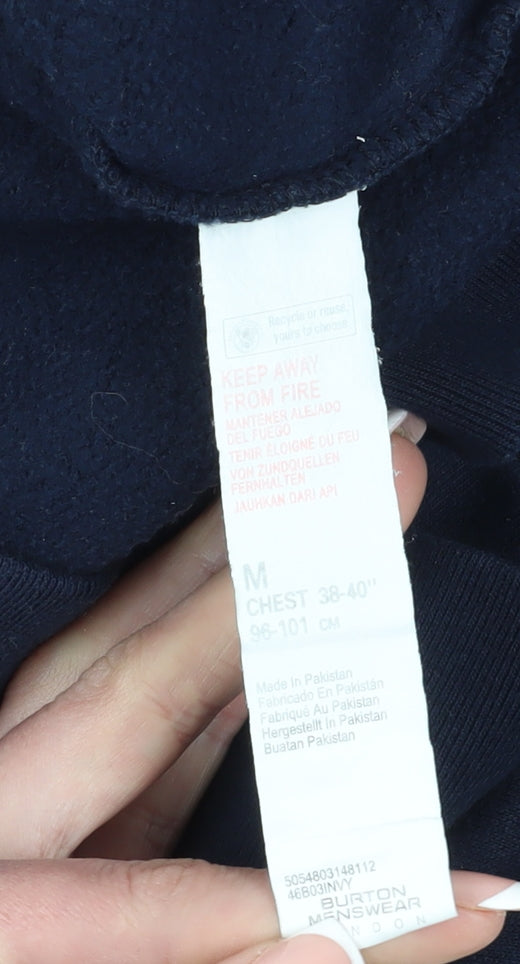 Recycle or reuse,
yours to choose
KEEP AWAY
FROM FIRE
MANTENER ALEJADO
DEL FUEGO
TENIR ÉLOIGNÉ DU FEU
VON ZUNDQUELLEN
FERNHALTEN
JAUHKAN DARI API
M
CHEST 38-40"
96-101 CM
Made In Pakistan
Fabricado En Pakistán
Fabriqué Au Pakistan
Hergestellt In Pakistan
Buatan Pakistan
5054803148112
46B03INVY
BURTON
MENSWEAR
NDON